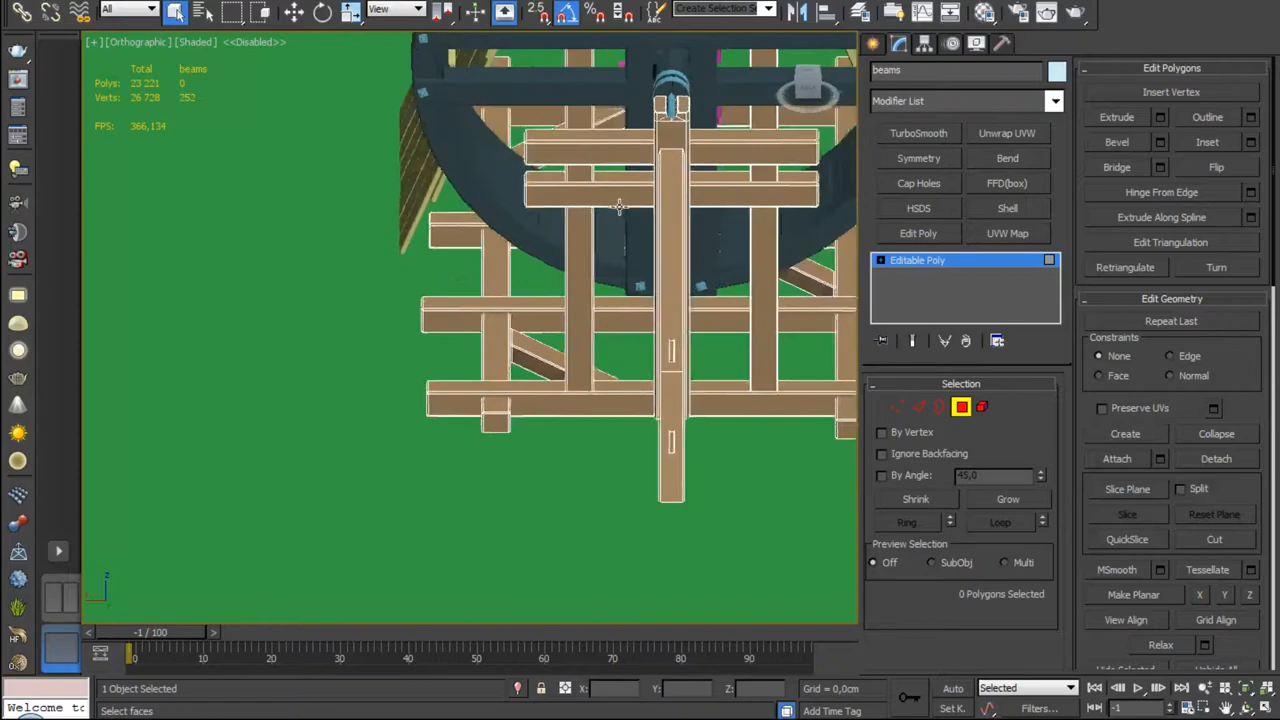 All
View
2.5
Create Selection Se
[+] [Orthographic] [Shaded] <<Disabled>>
Total beams
Polys: 23 221 0
Verts: 26 728 252
FPS: 366,134
beams
Modifier List
TurboSmooth Unwrap UVW
Symmetry Bend
Cap Holes FFD(box)
HSDS Shell
Edit Poly UVW Map
Editable Poly
Selection
By Vertex
Ignore Backfacing
By Angle: 45,0
Shrink Grow
Ring Loop
Preview Selection
Off SubObj Multi
0 Polygons Selected
Edit Polygons
Insert Vertex
Extrude Outline
Bevel Inset
Bridge Flip
Hinge From Edge
Extrude Along Spline
Edit Triangulation
Retriangulate Turn
Edit Geometry
Repeat Last
Constraints
None Edge
Face Normal
Preserve UVs
Create Collapse
Attach Detach
Slice Plane Split
Slice Reset Plane
QuickSlice Cut
MSmooth Tessellate
Make Planar X Y Z
View Align Grid Align
Relax
z
< -1 / 100 >
0 10 20 30 40 50 60 70 80 90
1 Object Selected X: Y: Z: Grid = 0,0cm Auto Selected
Welcome to Select faces Add Time Tag Set K. Filters... -1